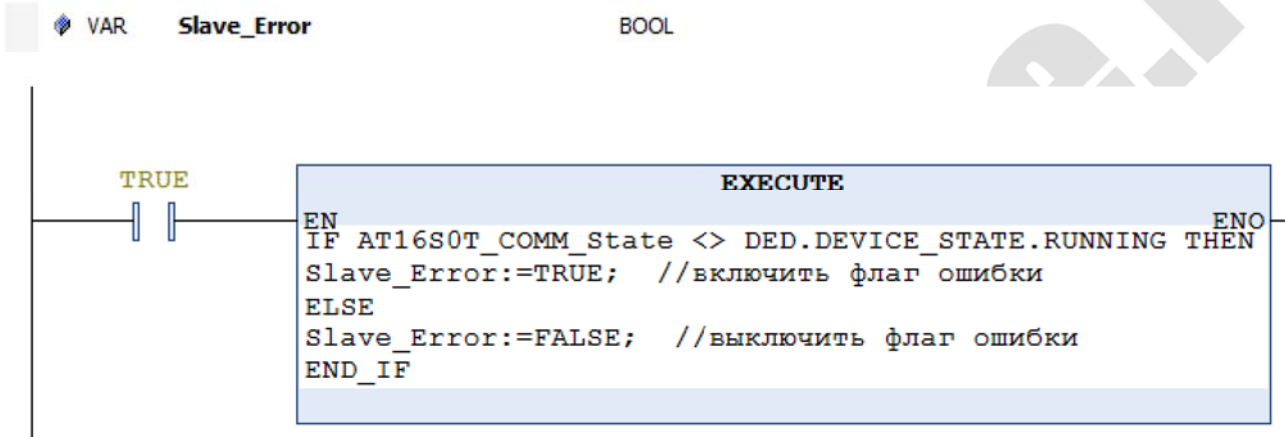 VAR Slave_Error BOOL
TRUE
EXECUTE
EN ENO
IF AT16S0T_COMM_State <> DED.DEVICE_STATE.RUNNING THEN
Slave_Error:=TRUE; //включить флаг ошибки
ELSE
Slave_Error:=FALSE; //выключить флаг ошибки
END_IF